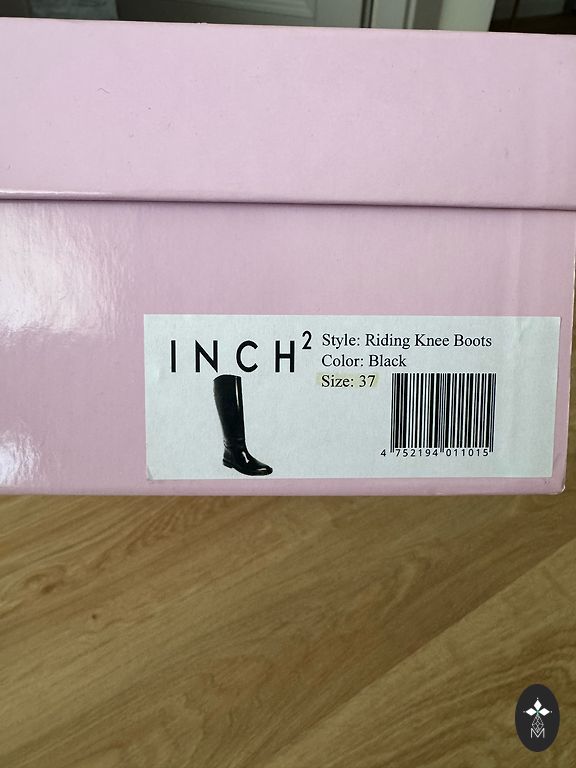 INCH²
Style: Riding Knee Boots
Color: Black
Size: 37
4 752194 011015
M